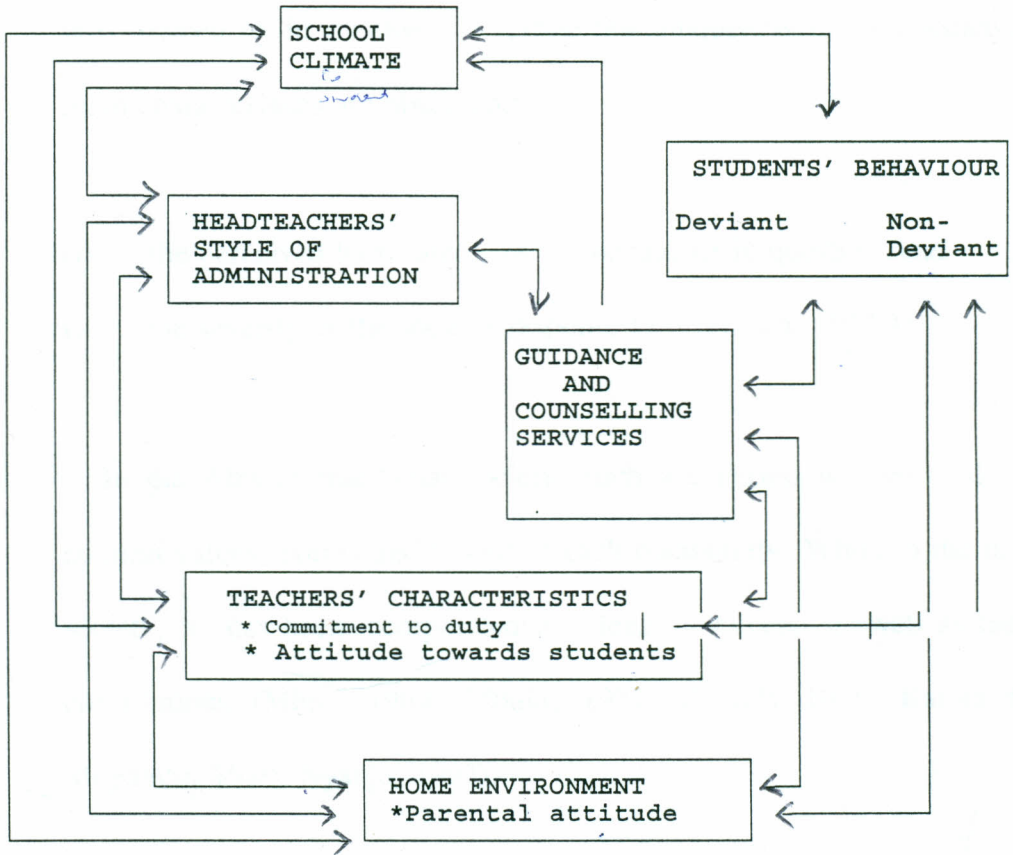 SCHOOL
CLIMATE
STUDENTS' BEHAVIOUR
Deviant Non-
Deviant
HEADTEACHERS'
STYLE OF
ADMINISTRATION
GUIDANCE
AND
COUNSELLING
SERVICES
TEACHERS' CHARACTERISTICS
* Commitment to duty
* Attitude towards students
HOME ENVIRONMENT
*Parental attitude